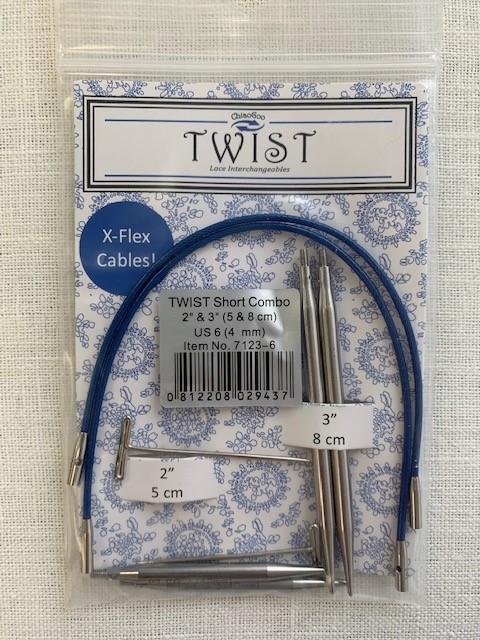 ChiaoGoo
TWIST
Lace Interchangeables
X-Flex
Cables!
TWIST Short Combo
2" & 3" (5 & 8 cm)
US 6 (4 mm)
Item No. 7123-6
0 812208 029437
3”
8 cm
2”
5 cm